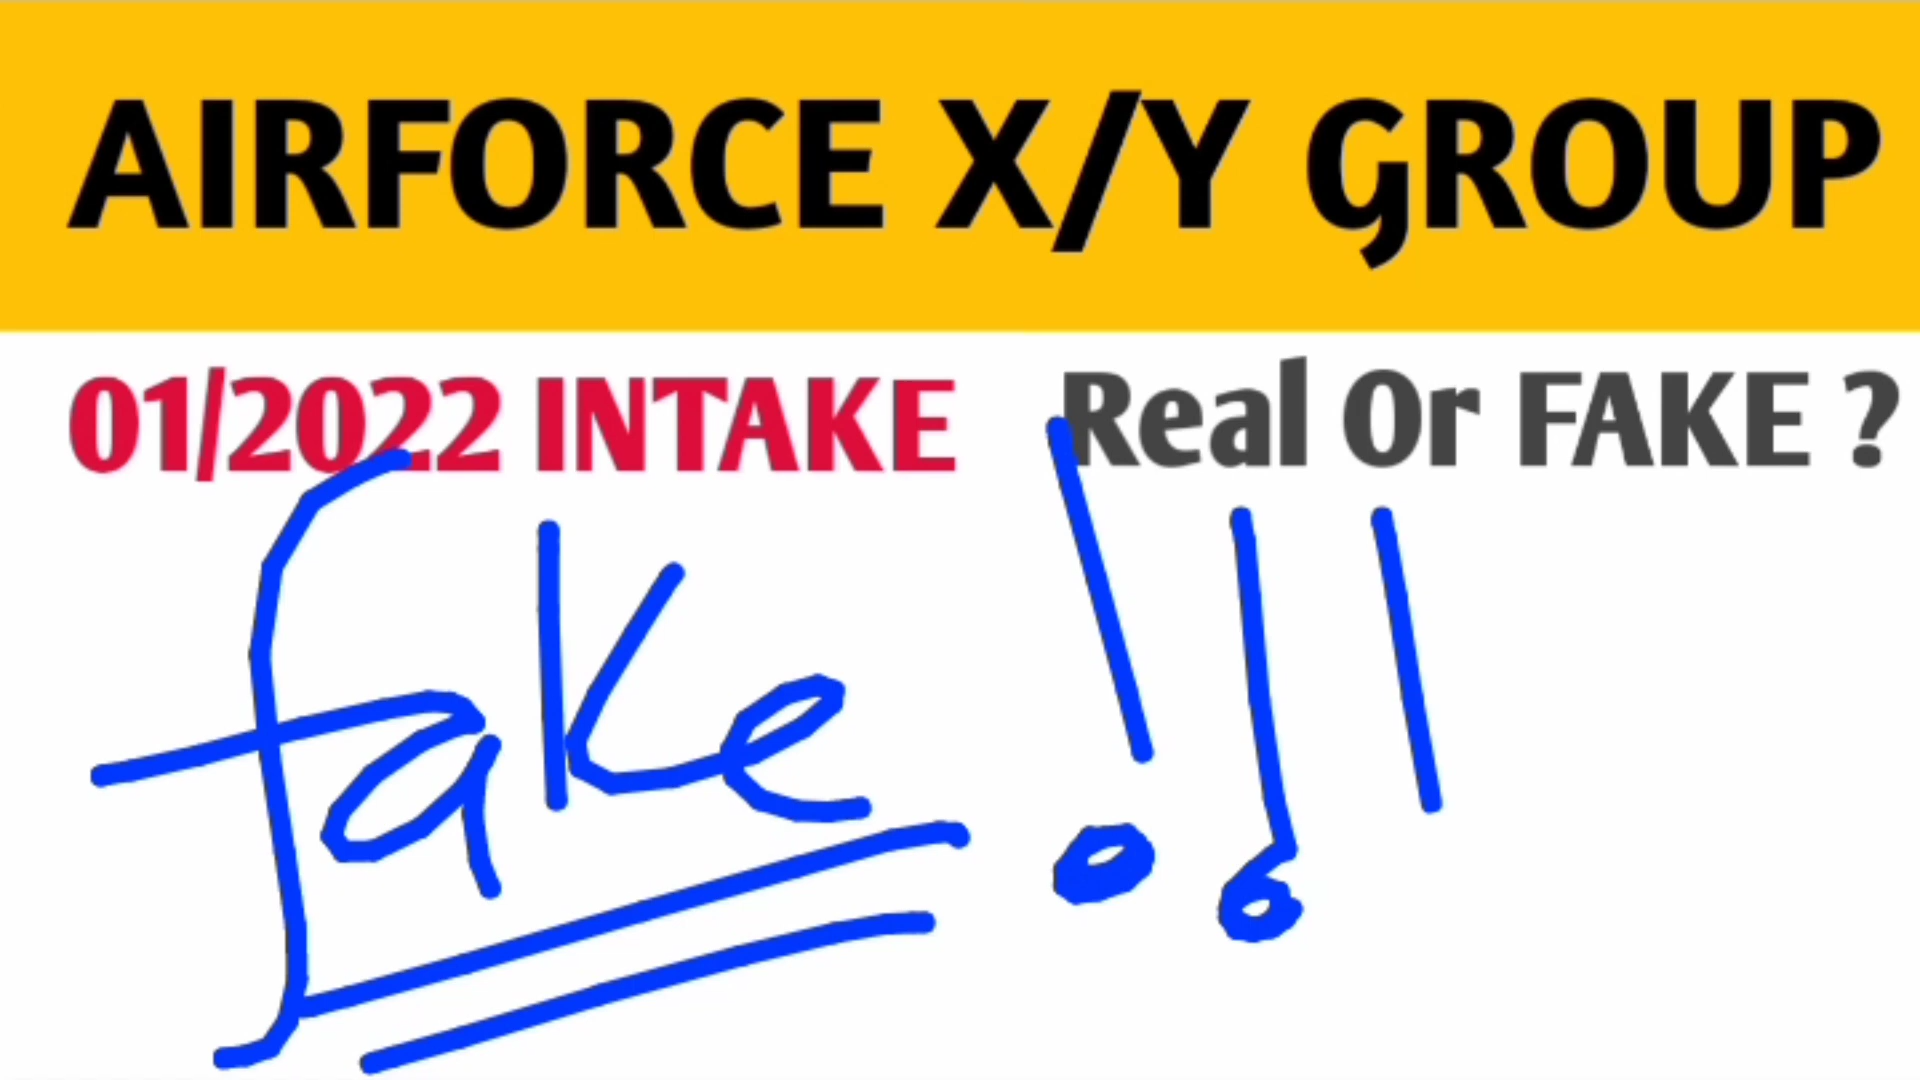 AIRFORCE X/Y GROUP
01/2022 INTAKE Real Or FAKE ?
fake !!!